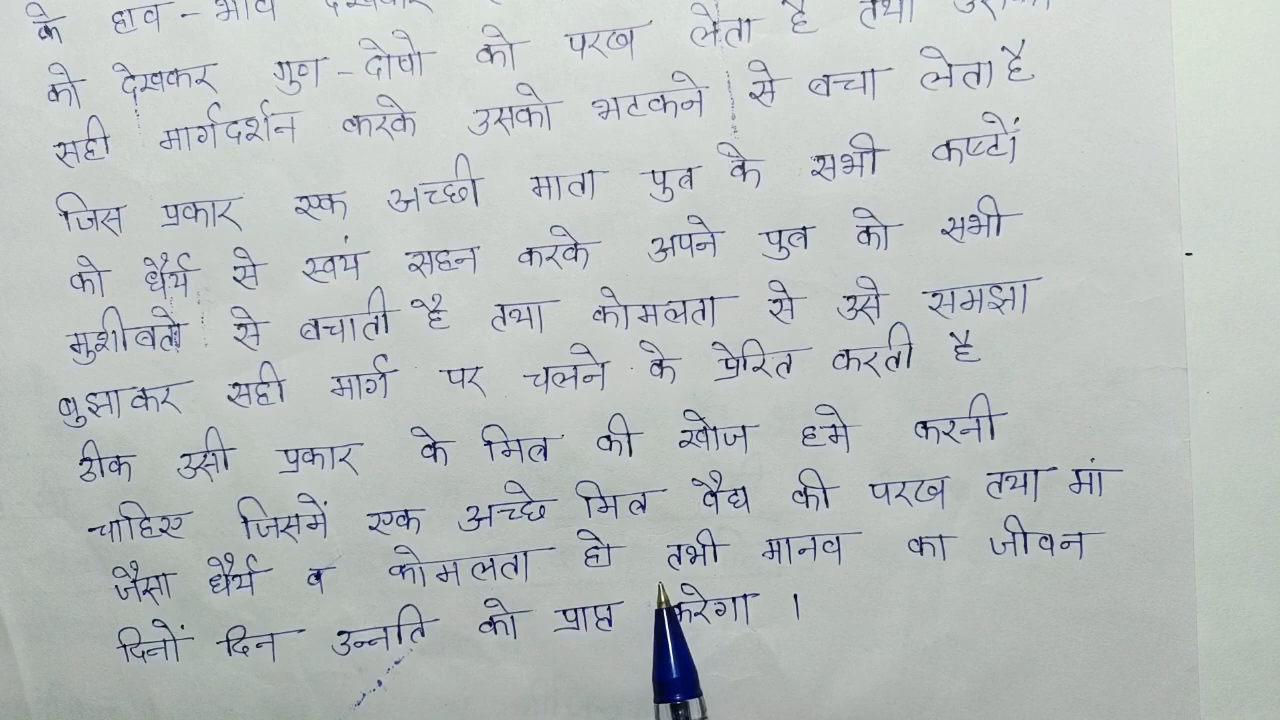 के हाव - भाव देखकर
को देखकर गुण - दोषो को परख लेता है तथा
सही मार्गदर्शन करके उसको भटकने से बचा लेता है
जिस प्रकार एक अच्छी माता पुत्र के सभी कष्टों
को धैर्य से स्वयं सहन करके अपने पुत्र को सभी
मुशीबतो से बचाती है तथा कोमलता से उसे समझा
बुझाकर सही मार्ग पर चलने के प्रेरित करती है
ठीक उसी प्रकार के मित्र की खोज हमे करनी
चाहिए जिसमें एक अच्छे मित्र वैद्य की परख तथा मां
जैसा धैर्य व कोमलता हो तभी मानव का जीवन
दिनों दिन उन्नति को प्राप्त करेगा ।